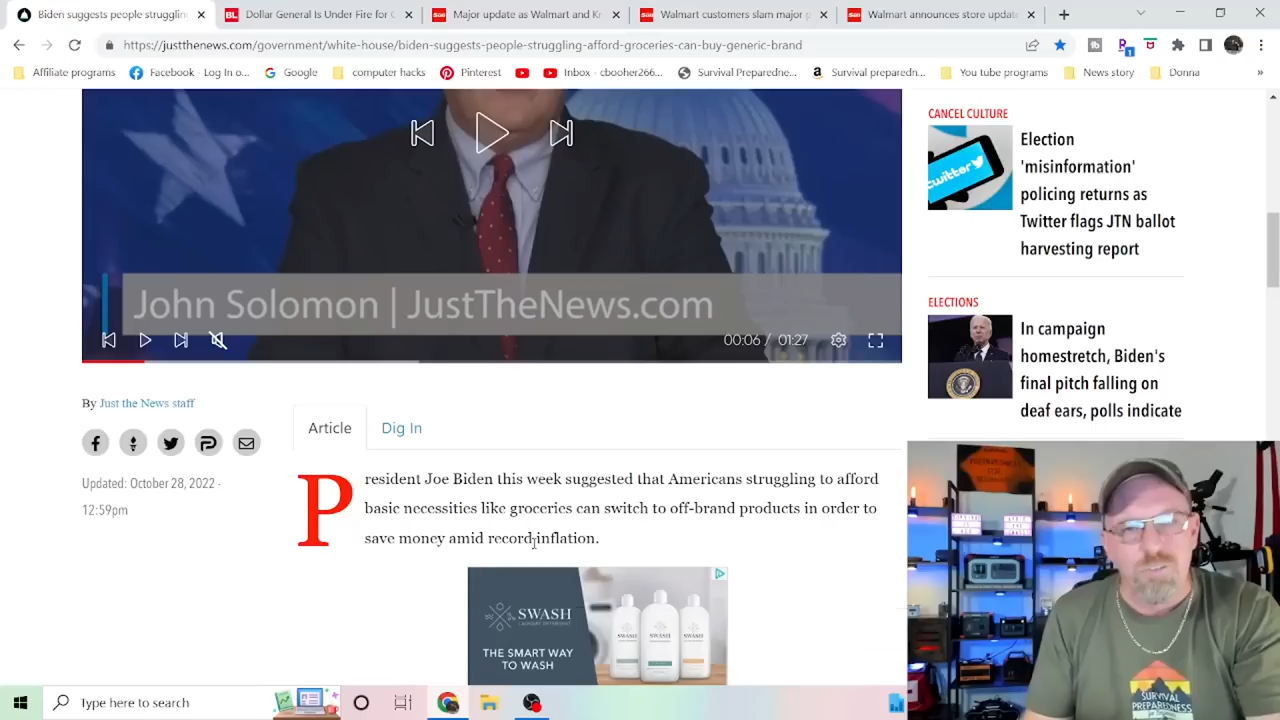 Biden suggests people struggling
Dollar General Is Under Fire for C
Major update as Walmart and Kr
Walmart customers slam major p
Walmart announces store update
https://justthenews.com/government/white-house/biden-suggests-people-struggling-afford-groceries-can-buy-generic-brand
Affiliate programs
Facebook - Log In o...
Google
computer hacks
Pinterest
Inbox - cbooher266...
Survival Preparedne...
Survival preparedn...
You tube programs
News story
Donna
»
John Solomon | JustTheNews.com
00:06 / 01:27
By Just the News staff
Updated: October 28, 2022 -
12:59pm
Article
Dig In
President Joe Biden this week suggested that Americans struggling to afford
basic necessities like groceries can switch to off-brand products in order to
save money amid record inflation.
SWASH
LAUNDRY DETERGENT
THE SMART WAY
TO WASH
SWASH
SWASH
SWASH
CANCEL CULTURE
twitter
Election
'misinformation'
policing returns as
Twitter flags JTN ballot
harvesting report
ELECTIONS
In campaign
homestretch, Biden's
final pitch falling on
deaf ears, polls indicate
SURVIVAL
PREPAREDNESS
Type here to search